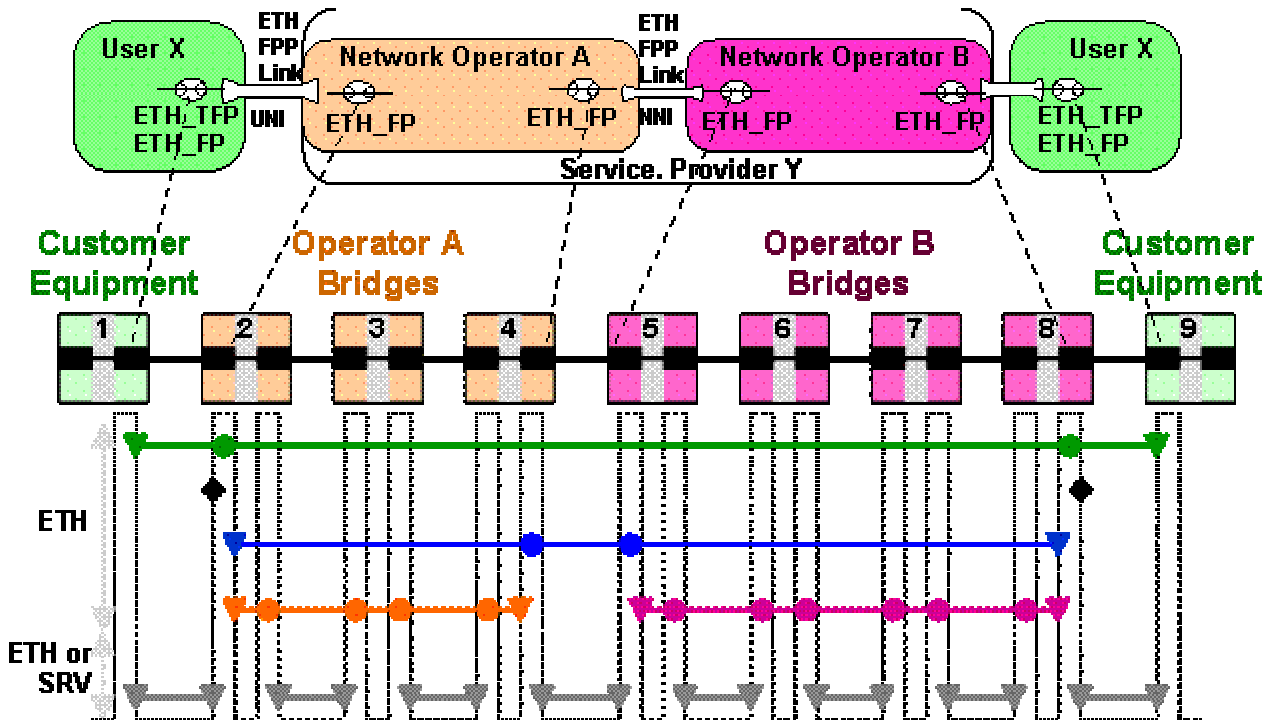 User X
ETH_TFP
ETH_FP
ETH
FPP
Link
UNI
Network Operator A
ETH_FP
ETH_FP
ETH
FPP
Link
NNI
Network Operator B
ETH_FP
ETH_FP
User X
ETH_TFP
ETH_FP
Service. Provider Y
Customer
Equipment
Operator A
Bridges
Operator B
Bridges
Customer
Equipment
1 2 3 4 5 6 7 8 9
ETH
ETH or
SRV